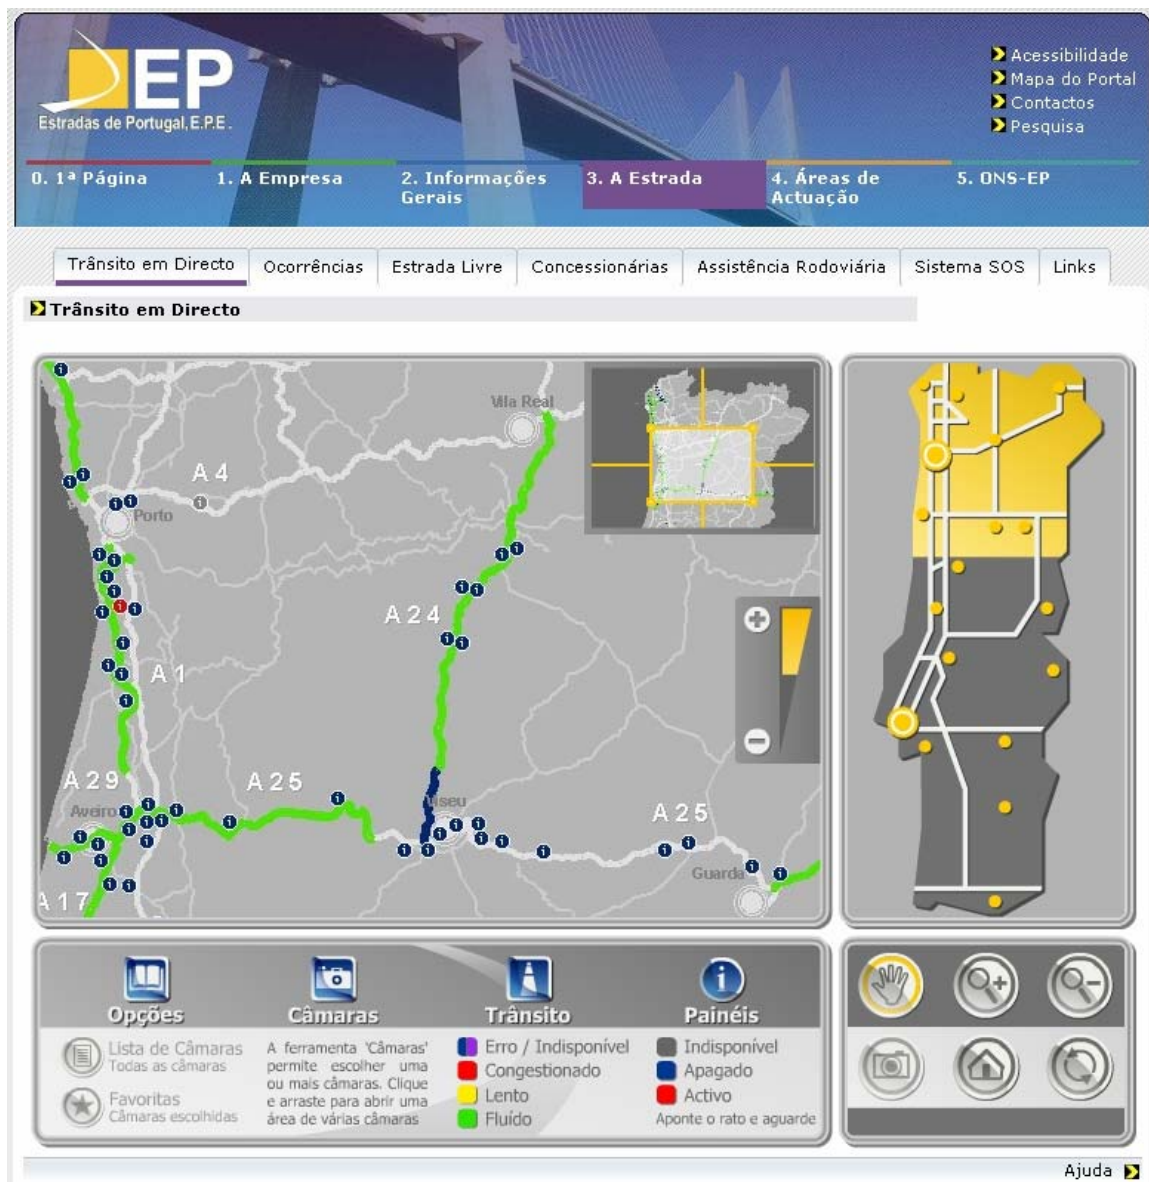 EP
Estradas de Portugal, E.P.E.
Acessibilidade
Mapa do Portal
Contactos
Pesquisa
0. 1ª Página
1. A Empresa
2. Informações
Gerais
3. A Estrada
4. Áreas de
Actuação
5. ONS-EP
Trânsito em Directo
Ocorrências
Estrada Livre
Concessionárias
Assistência Rodoviária
Sistema SOS
Links
Trânsito em Directo
Vila Real
A 4
Porto
A 24
A 1
A 29
A 25
Aveiro
Viseu
A 25
Guarda
A 17
Opções
Lista de Câmaras
Todas as câmaras
Favoritas
Câmaras escolhidas
Câmaras
A ferramenta 'Câmaras'
permite escolher uma
ou mais câmaras. Clique
e arraste para abrir uma
área de várias câmaras
Trânsito
Erro / Indisponível
Congestionado
Lento
Fluído
Painéis
Indisponível
Apagado
Activo
Aponte o rato e aguarde
Ajuda